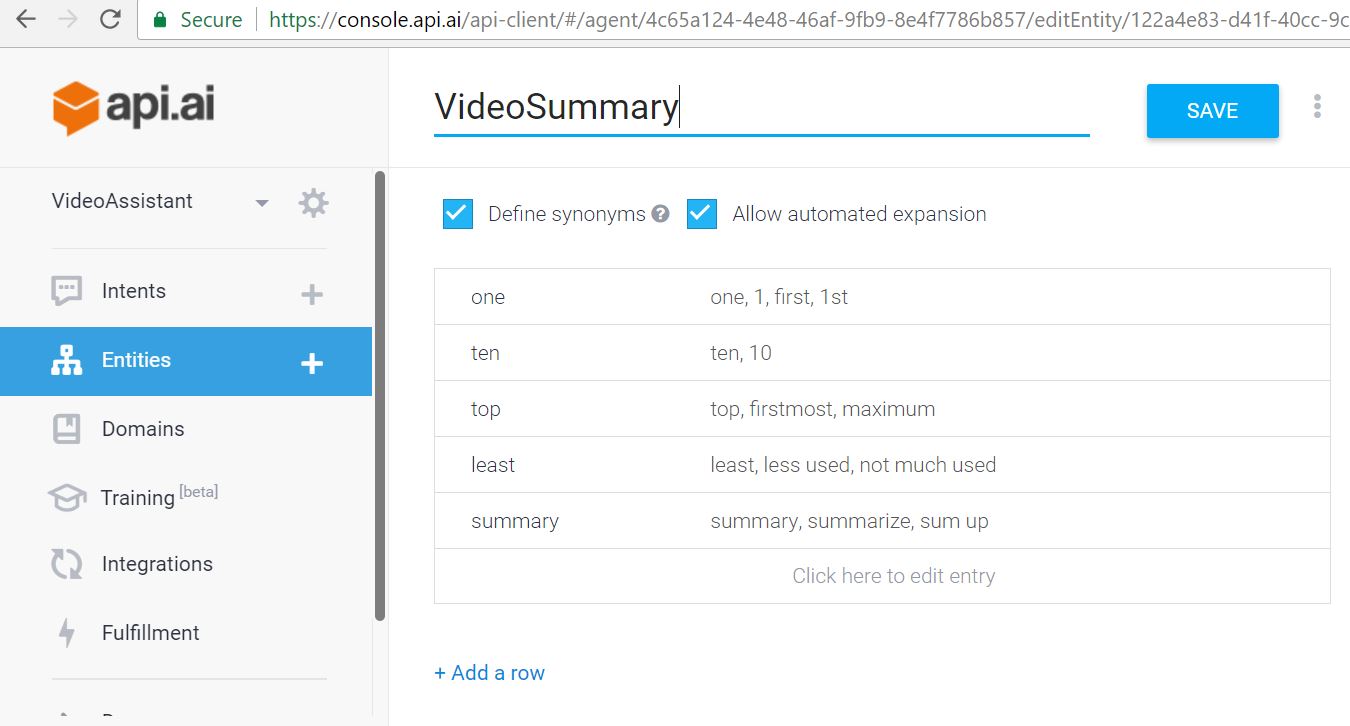 Secure https://console.api.ai/api-client/#/agent/4c65a124-4e48-46af-9fb9-8e4f7786b857/editEntity/122a4e83-d41f-40cc-9c
api.ai
VideoSummary
SAVE
VideoAssistant
Define synonyms ? Allow automated expansion
Intents +
one one, 1, first, 1st
Entities +
ten ten, 10
top top, firstmost, maximum
Domains
least least, less used, not much used
Training [beta]
summary summary, summarize, sum up
Integrations
Click here to edit entry
Fulfillment
+ Add a row